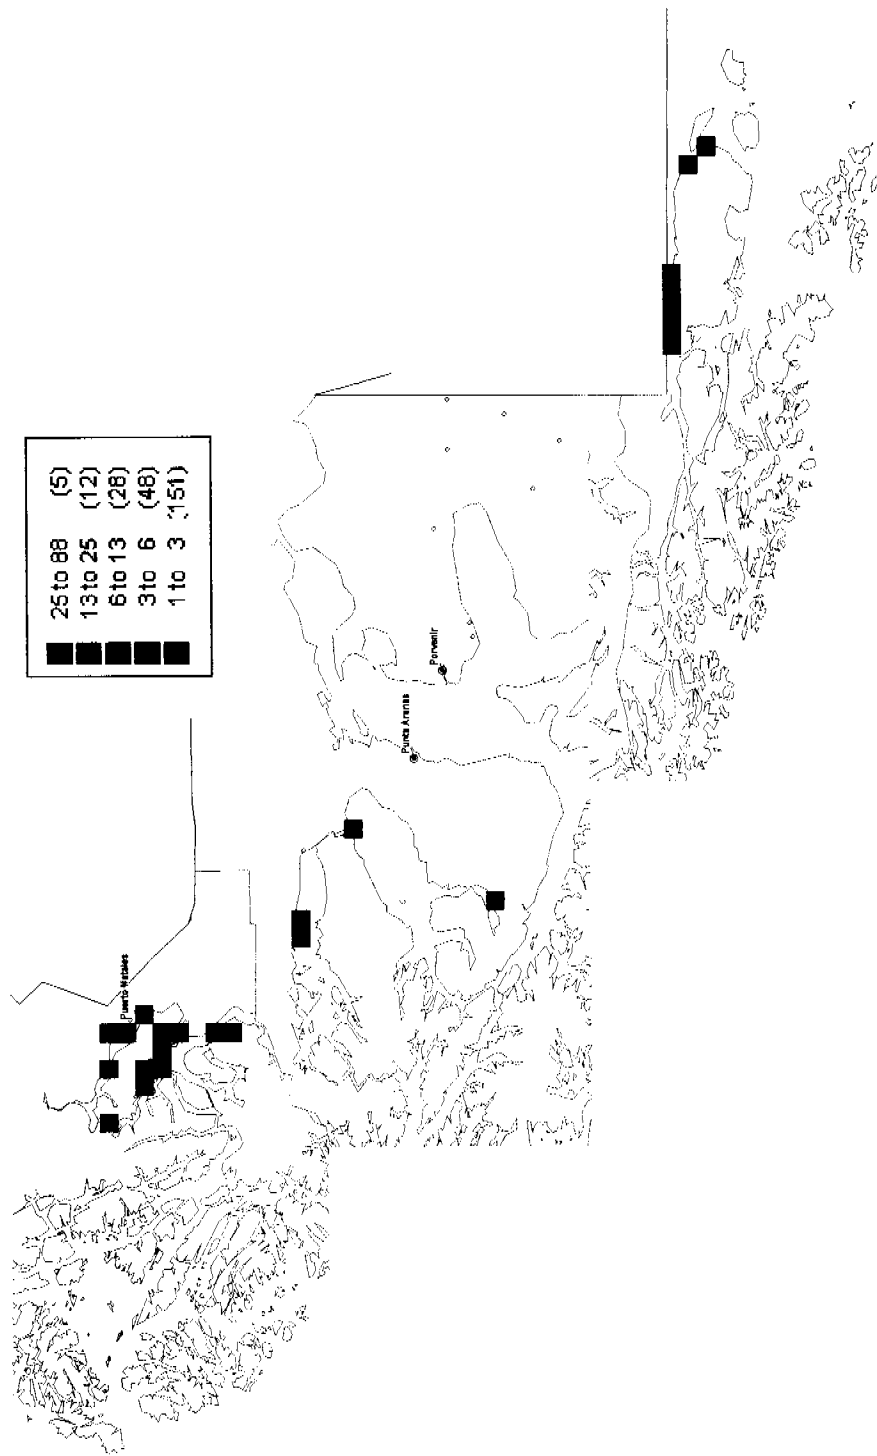 25 to 88 (5)
13 to 25 (12)
6 to 13 (28)
3 to 6 (48)
1 to 3 (151)
Puerto Natales
Punta Arenas
Porvenir